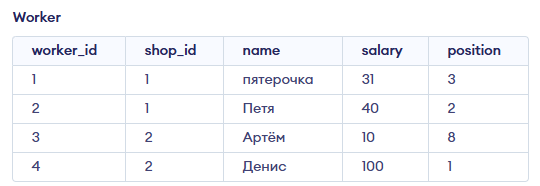 Worker
worker_id shop_id name salary position
1 1 пятерочка 31 3
2 1 Петя 40 2
3 2 Артём 10 8
4 2 Денис 100 1